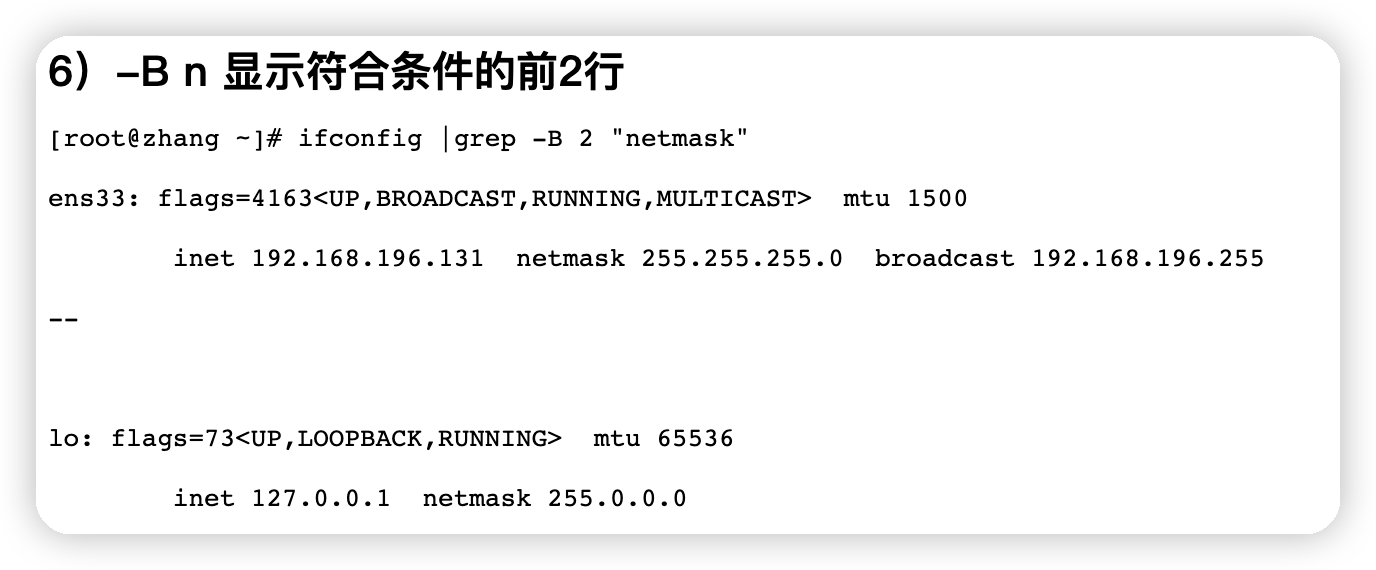 6）-B n 显示符合条件的前2行
[root@zhang ~]# ifconfig |grep -B 2 "netmask"
ens33: flags=4163<UP,BROADCAST,RUNNING,MULTICAST>  mtu 1500
        inet 192.168.196.131  netmask 255.255.255.0  broadcast 192.168.196.255
--
lo: flags=73<UP,LOOPBACK,RUNNING>  mtu 65536
        inet 127.0.0.1  netmask 255.0.0.0